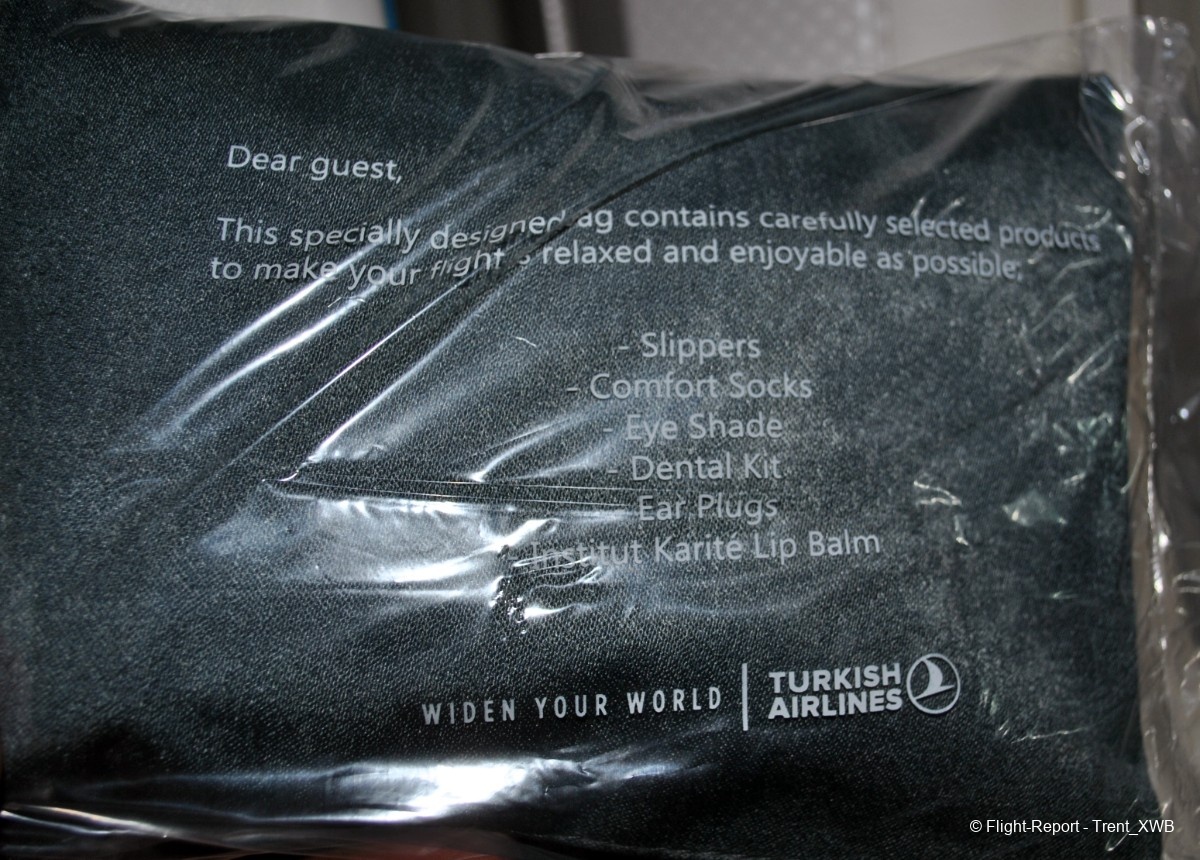 Dear guest,
This specially designed ag contains carefully selected products
to make your flight s relaxed and enjoyable as possible;
- Slippers
- Comfort Socks
- Eye Shade
- Dental Kit
Ear Plugs
Institut Karité Lip Balm
WIDEN YOUR WORLD
TURKISH
AIRLINES
© Flight-Report - Trent_XWB